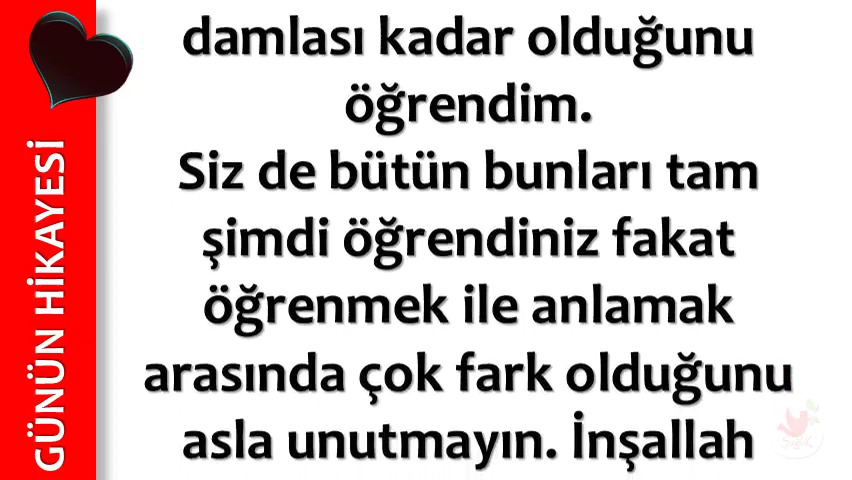 GÜNÜN HİKAYESİ
damlası kadar olduğunu
öğrendim.
Siz de bütün bunları tam
şimdi öğrendiniz fakat
öğrenmek ile anlamak
arasında çok fark olduğunu
asla unutmayın. İnşallah